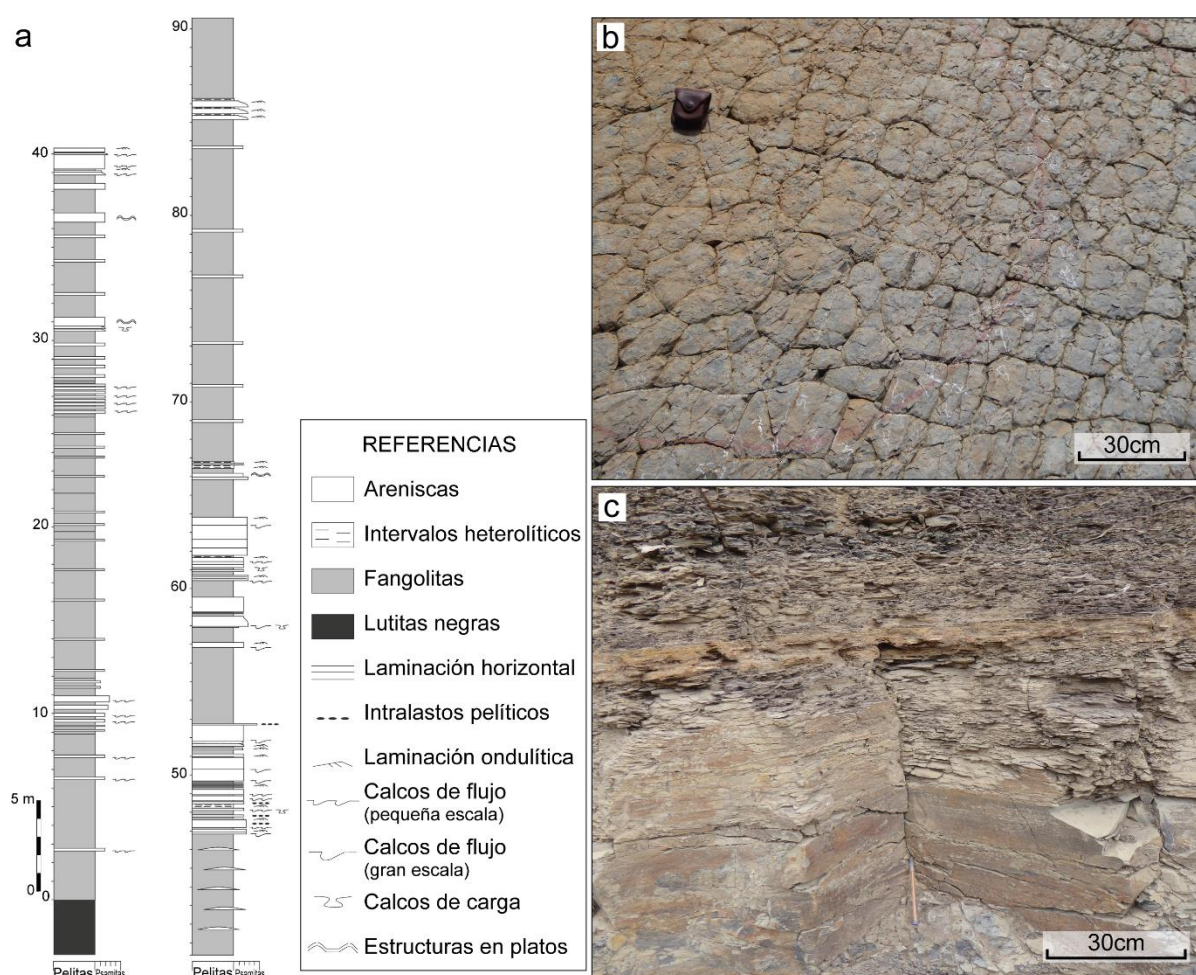 a
40
30
20
10
5 m
0
0
Pelitas
Psamitas
90
80
70
60
50
Pelitas
Psamitas
REFERENCIAS
Areniscas
Intervalos heterolíticos
Fangolitas
Lutitas negras
Laminación horizontal
Intralastos pelíticos
Laminación ondulítica
Calcos de flujo
(pequeña escala)
Calcos de flujo
(gran escala)
Calcos de carga
Estructuras en platos
b
30cm
c
30cm